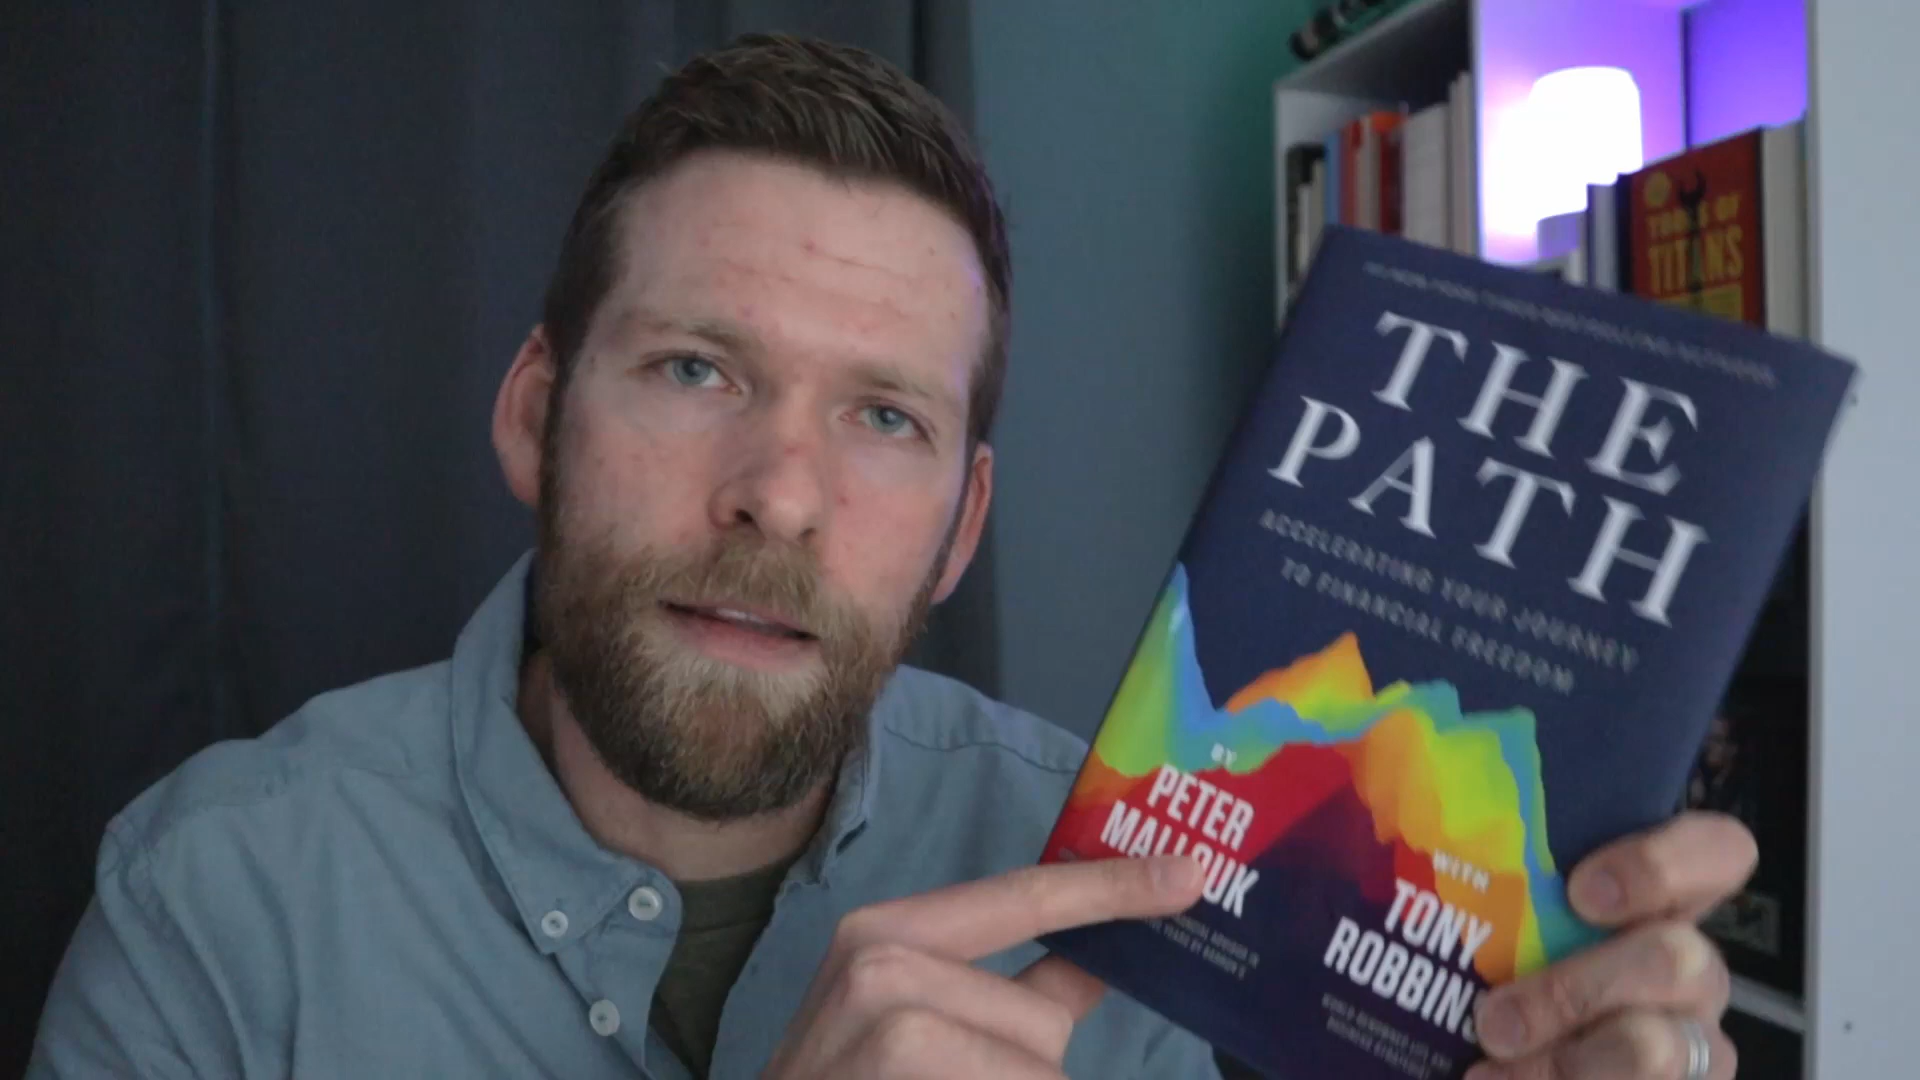 THE
PATH
ACCELERATING YOUR JOURNEY
TO FINANCIAL FREEDOM
BY
PETER
MALLOUK
WITH
TONY
ROBBINS
TOOLS OF
TITANS